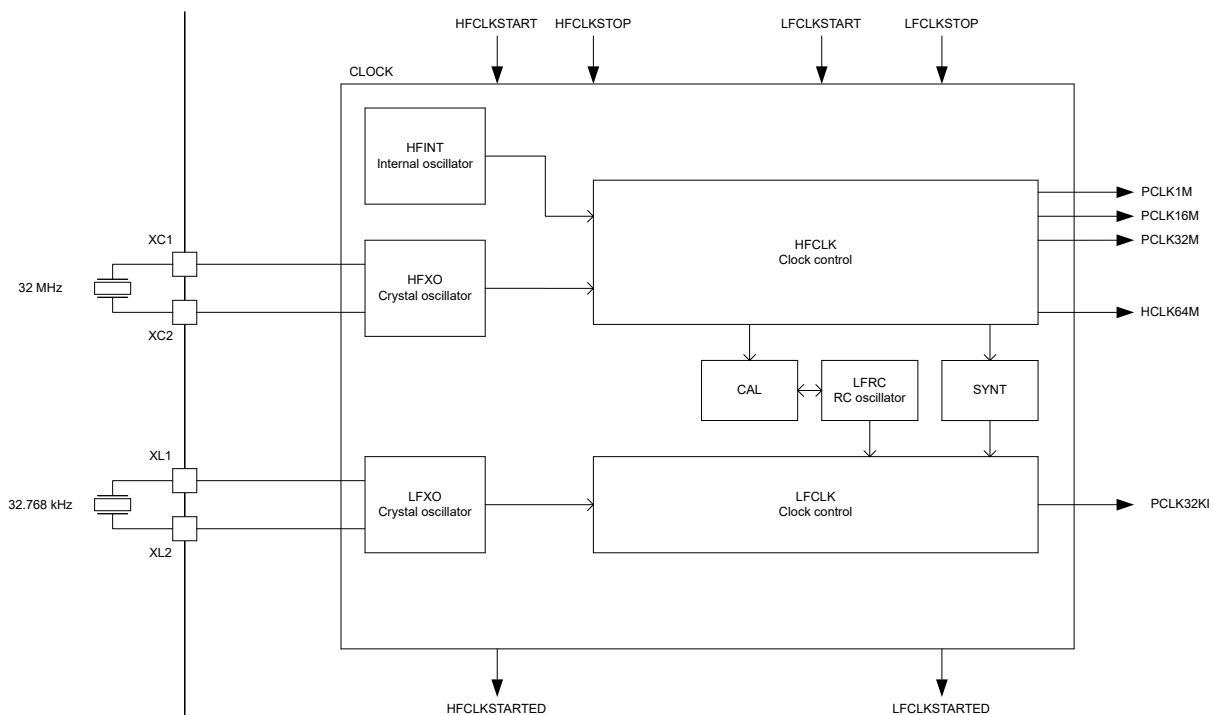 HFCLKSTART
HFCLKSTOP
LFCLKSTART
LFCLKSTOP
CLOCK
HFINT
Internal oscillator
PCLK1M
PCLK16M
PCLK32M
HFCLK
Clock control
XC1
HFXO
Crystal oscillator
32 MHz
XC2
HCLK64M
CAL
LFRC
RC oscillator
SYNT
XL1
LFXO
Crystal oscillator
LFCLK
Clock control
32.768 kHz
PCLK32KI
XL2
HFCLKSTARTED
LFCLKSTARTED